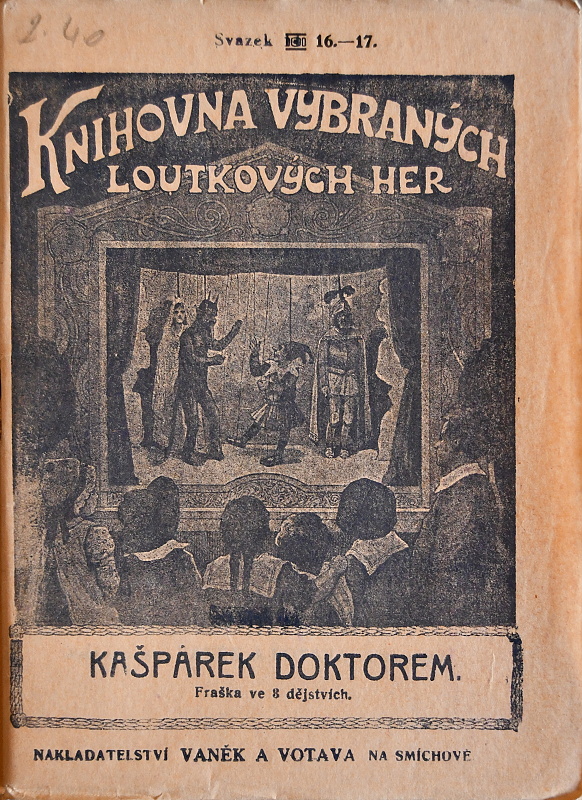 2.40
Svazek 16.—17.
KNIHOVNA VYBRANÝCH
LOUTKOVÝCH HER
KAŠPÁREK DOKTOREM.
Fraška ve 3 dějstvích.
NAKLADATELSTVÍ VANĚK A VOTAVA NA SMÍCHOVĚ